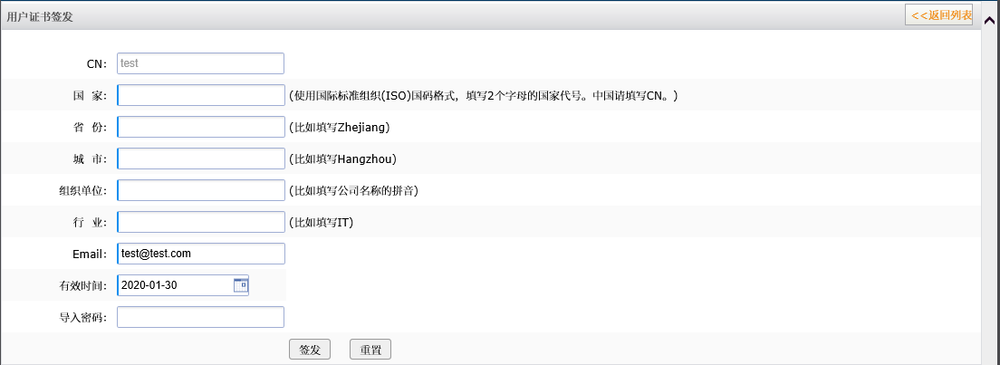 用户证书签发 <<返回列表
CN: test
国 家: (使用国际标准组织(ISO)国码格式，填写2个字母的国家代号。中国请填写CN。)
省 份: (比如填写Zhejiang)
城 市: (比如填写Hangzhou)
组织单位: (比如填写公司名称的拼音)
行 业: (比如填写IT)
Email: test@test.com
有效时间: 2020-01-30
导入密码:
签发 重置